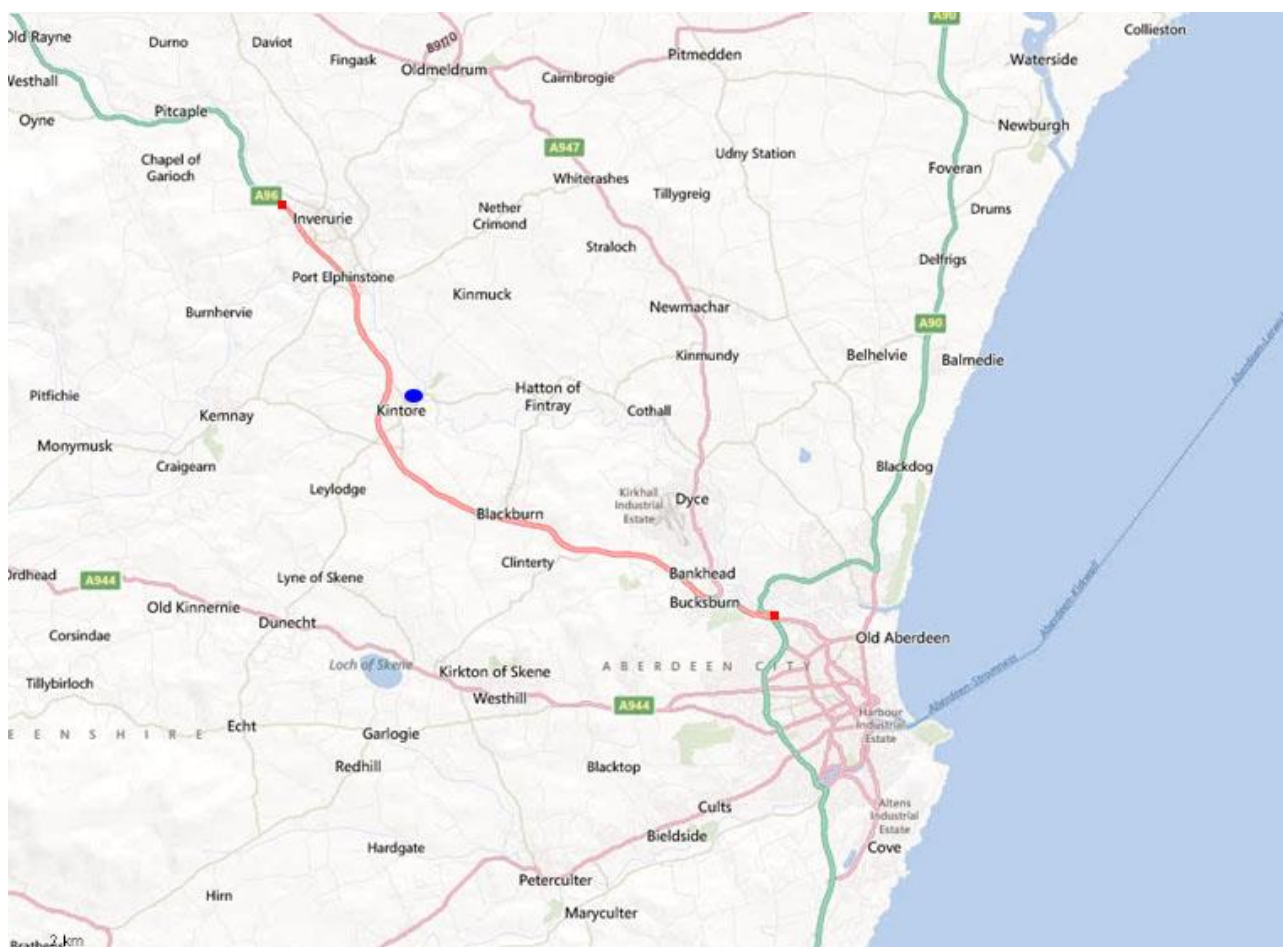 A90
Collieston
Old Rayne
Durno
Daviot
B9170
Fingask
Oldmeldrum
Cairnbrogie
Pitmedden
Waterside
Westhall
Oyne
Pitcaple
Newburgh
Chapel of
Garioch
A947
Udny Station
Whiterashes
Tillygreig
Foveran
A96
Inverurie
Nether
Crimond
Straloch
Drums
Delfrigs
Port Elphinstone
Kinmuck
Burnhervie
Newmachar
A90
Kinmundy
Belhelvie
Balmedie
Pitfichie
Kemnay
Kintore
Hatton of
Fintray
Cothall
Monymusk
Craigearn
Leylodge
Blackdog
Kirkhall
Industrial
Estate
Dyce
Blackburn
Clinterty
Bankhead
Bucksburn
A944
Lyne of Skene
Old Kinnernie
Dunecht
Corsindae
Old Aberdeen
ABERDEEN CITY
Loch of Skene
Kirkton of Skene
Westhill
A944
Tillybirloch
Echt
Garlogie
Redhill
Blacktop
Harbour
Industrial
Estate
Aberdeen-Stromness
Aberdeen-Kirkwall
Cults
Bieldside
Altens
Industrial
Estate
Cove
Hardgate
Hirn
Peterculter
Maryculter
2 km